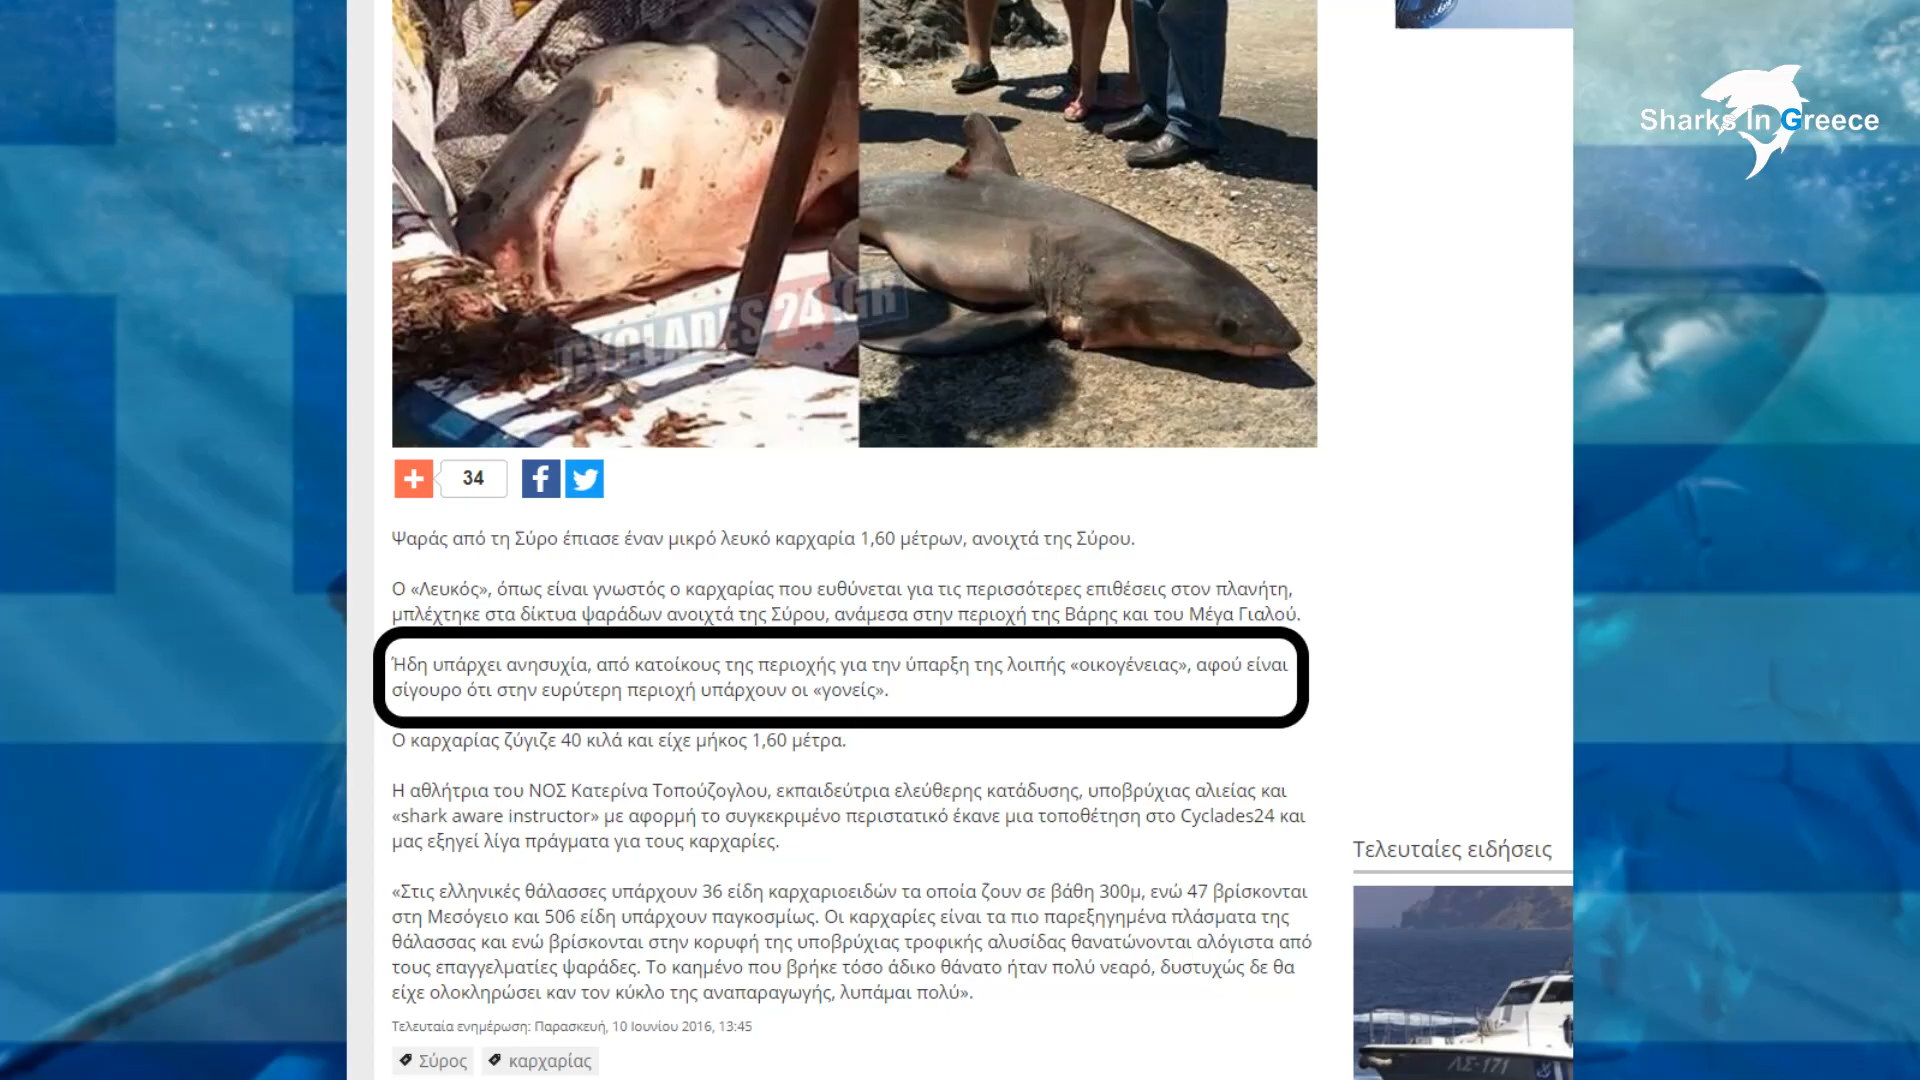 Sharks In Greece
CYCLADES24.GR
34
Ψαράς από τη Σύρο έπιασε έναν μικρό λευκό καρχαρία 1,60 μέτρων, ανοιχτά της Σύρου.
Ο «Λευκός», όπως είναι γνωστός ο καρχαρίας που ευθύνεται για τις περισσότερες επιθέσεις στον πλανήτη,
μπλέχτηκε στα δίκτυα ψαράδων ανοιχτά της Σύρου, ανάμεσα στην περιοχή της Βάρης και του Μέγα Γιαλού.
Ήδη υπάρχει ανησυχία, από κατοίκους της περιοχής για την ύπαρξη της λοιπής «οικογένειας», αφού είναι
σίγουρο ότι στην ευρύτερη περιοχή υπάρχουν οι «γονείς».
Ο καρχαρίας ζύγιζε 40 κιλά και είχε μήκος 1,60 μέτρα.
Η αθλήτρια του ΝΟΣ Κατερίνα Τοπούζογλου, εκπαιδεύτρια ελεύθερης κατάδυσης, υποβρύχιας αλιείας και
«shark aware instructor» με αφορμή το συγκεκριμένο περιστατικό έκανε μια τοποθέτηση στο Cyclades24 και
μας εξηγεί λίγα πράγματα για τους καρχαρίες.
«Στις ελληνικές θάλασσες υπάρχουν 36 είδη καρχαριοειδών τα οποία ζουν σε βάθη 300μ, ενώ 47 βρίσκονται
στη Μεσόγειο και 506 είδη υπάρχουν παγκοσμίως. Οι καρχαρίες είναι τα πιο παρεξηγημένα πλάσματα της
θάλασσας και ενώ βρίσκονται στην κορυφή της υποβρύχιας τροφικής αλυσίδας θανατώνονται αλόγιστα από
τους επαγγελματίες ψαράδες. Το καημένο που βρήκε τόσο άδικο θάνατο ήταν πολύ νεαρό, δυστυχώς δε θα
είχε ολοκληρώσει καν τον κύκλο της αναπαραγωγής, λυπάμαι πολύ».
Τελευταία ενημέρωση: Παρασκευή, 10 Ιουνίου 2016, 13:45
Σύρος
καρχαρίας
Τελευταίες ειδήσεις
ΛΣ-171